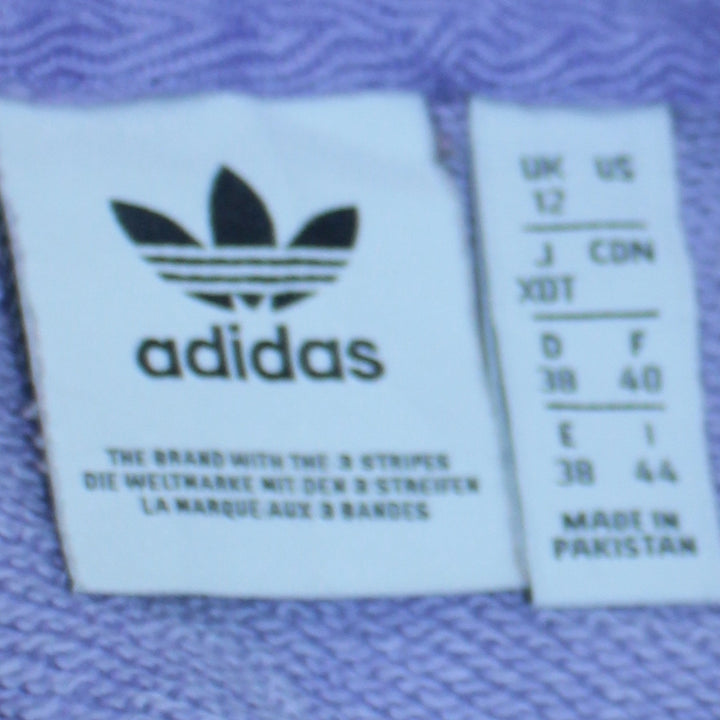 adidas
THE BRAND WITH THE 3 STRIPES
DIE WELTMARKE MIT DEN 3 STREIFEN
LA MARQUE AUX 3 BANDES
UK US
12
J CDN
XOT
D F
38 40
E I
38 44
MADE IN
PAKISTAN